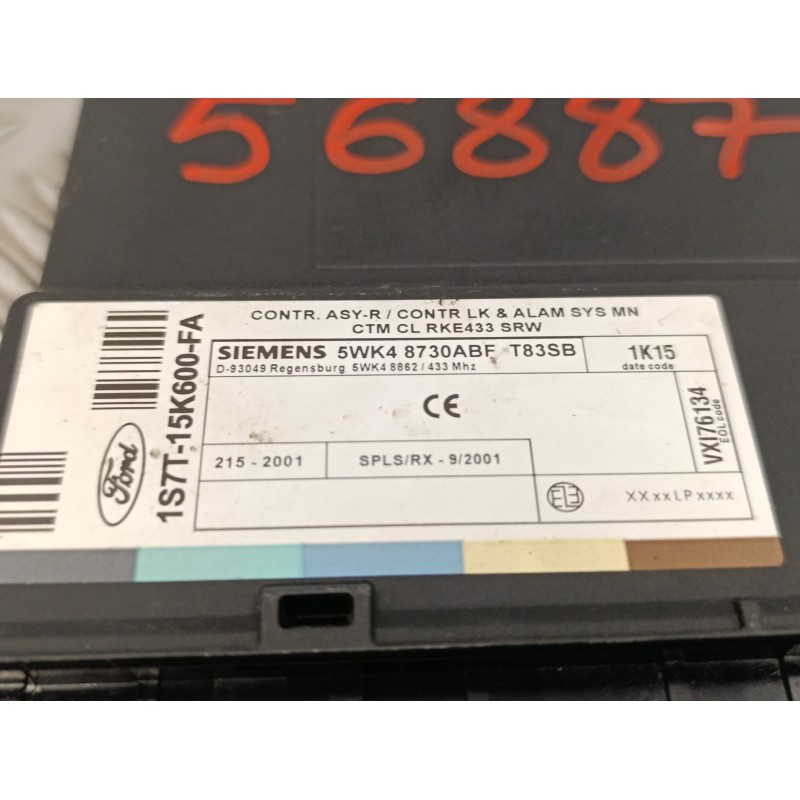 56887
CONTR. ASY-R / CONTR LK & ALAM SYS MN
CTM CL RKE433 SRW
SIEMENS 5WK4 8730ABF T83SB
D-93049 Regensburg 5WK4 8862 / 433 Mhz
1K15
date code
CE
VXI76134
EOL code
215 - 2001
SPLS/RX - 9/2001
XX xx LP xxxx
Ford
1S7T-15K600-FA